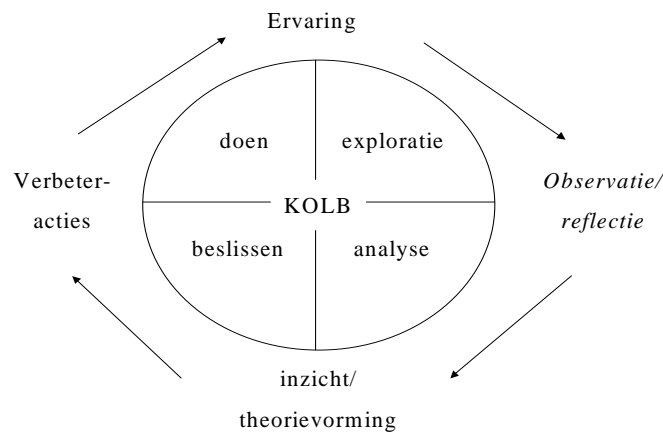 Ervaring
doen
exploratie
Verbeter-
acties
KOLB
Observatie/
reflectie
beslissen
analyse
inzicht/
theorievorming